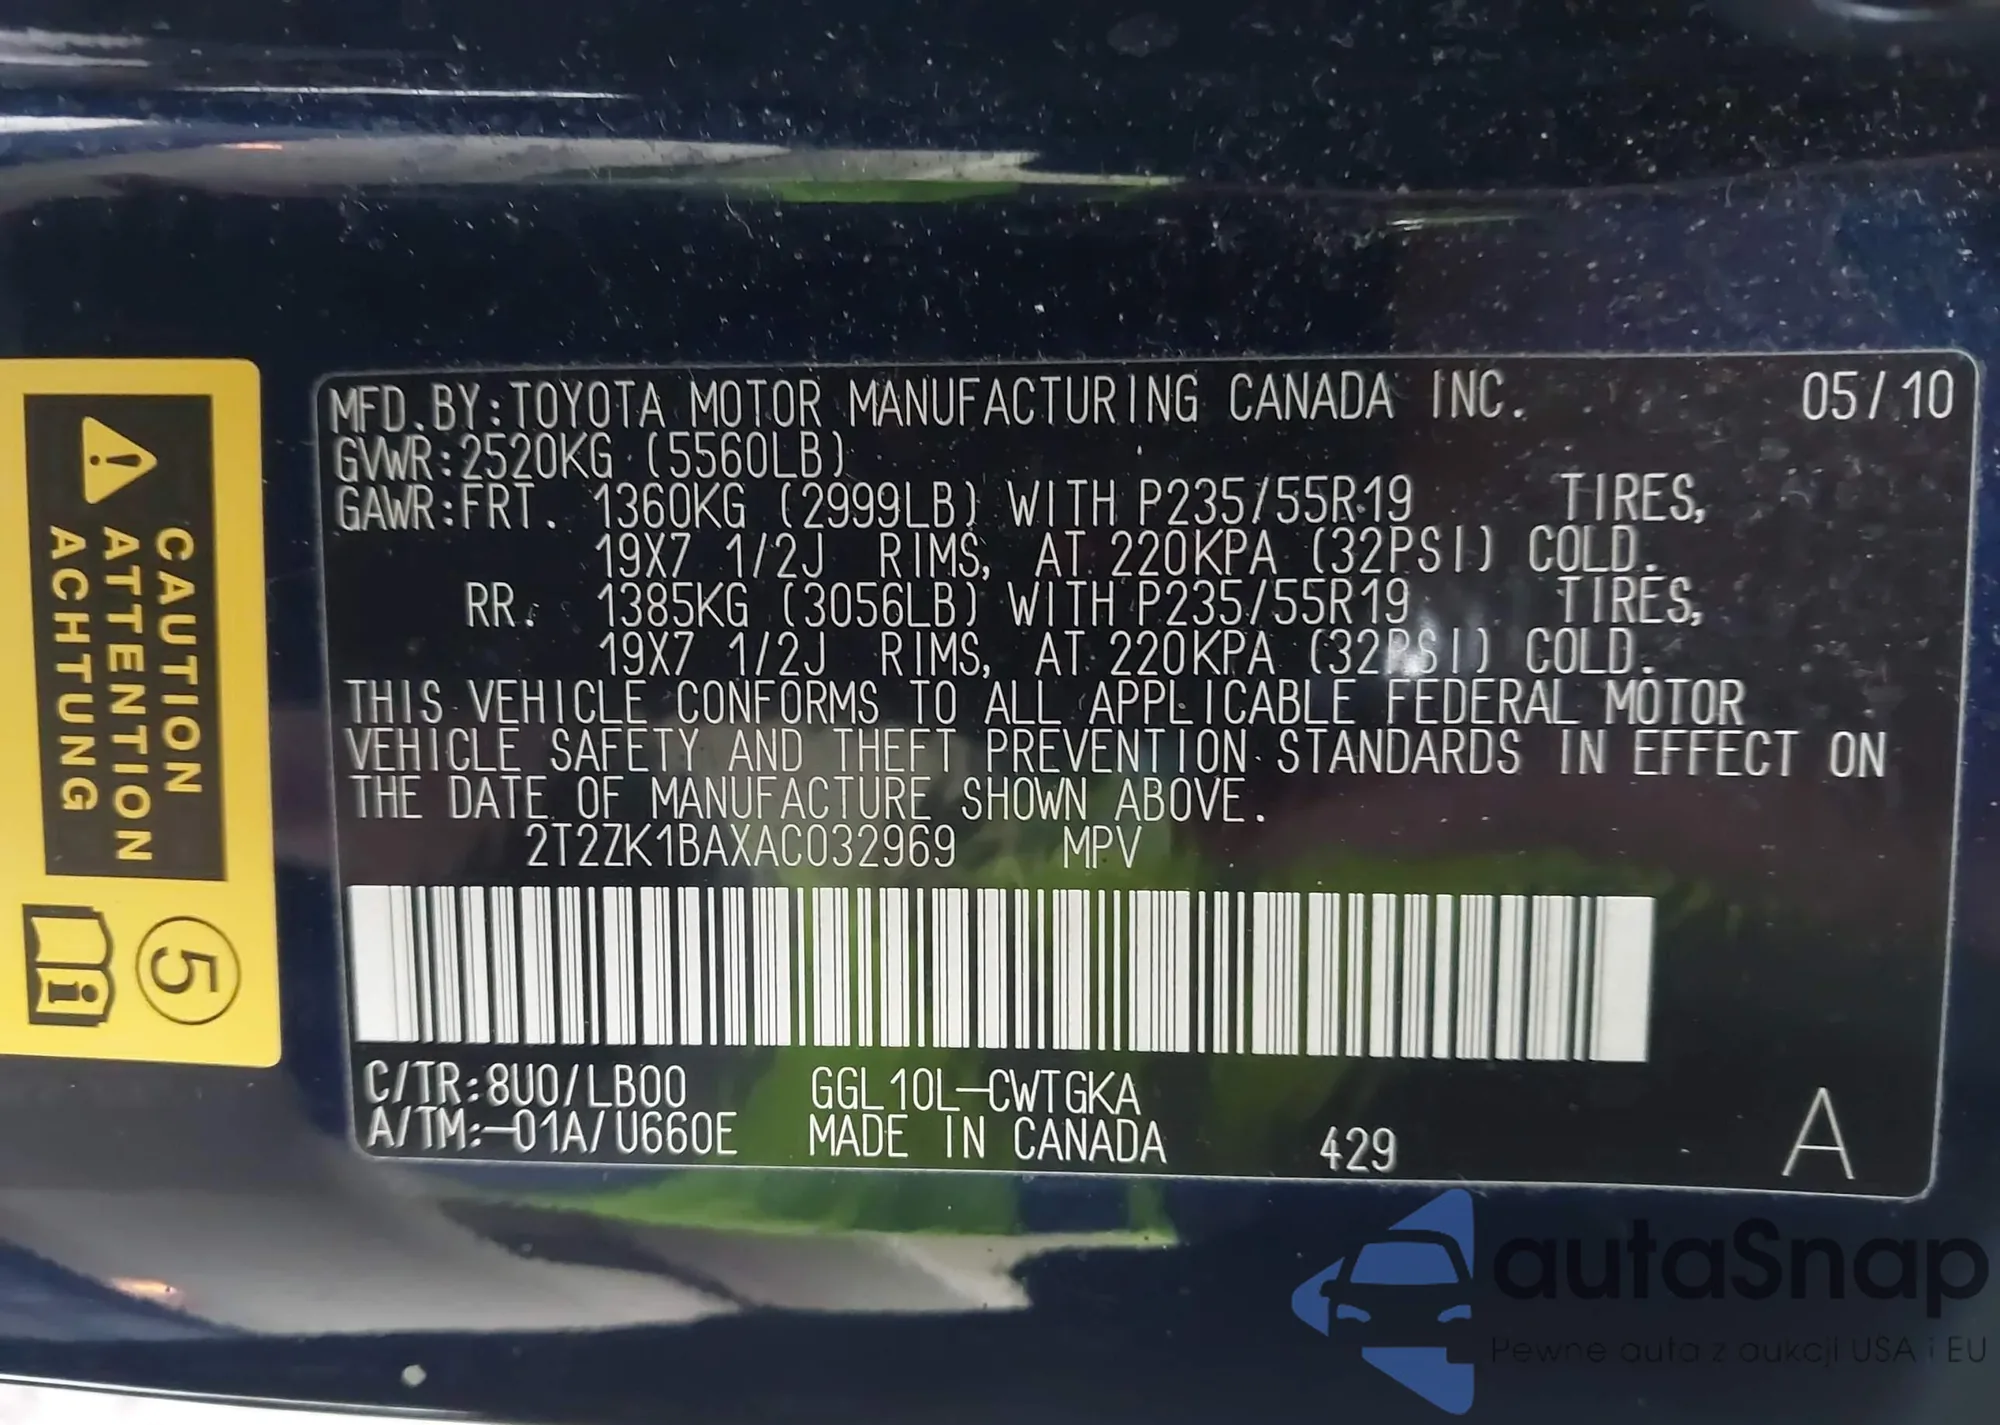 MFD.BY:TOYOTA MOTOR MANUFACTURING CANADA INC. 05/10
GVWR:2520KG (5560LB)
GAWR:FRT. 1360KG (2999LB) WITH P235/55R19 TIRES,
19X7 1/2J RIMS, AT 220KPA (32PSI) COLD.
RR. 1385KG (3056LB) WITH P235/55R19 TIRES,
19X7 1/2J RIMS, AT 220KPA (32PSI) COLD.
THIS VEHICLE CONFORMS TO ALL APPLICABLE FEDERAL MOTOR
VEHICLE SAFETY AND THEFT PREVENTION STANDARDS IN EFFECT ON
THE DATE OF MANUFACTURE SHOWN ABOVE.
2T2ZK1BAXAC032969 MPV
C/TR:8U0/LB00 GGL10L-CWTGKA
A/TM:-01A/U660E MADE IN CANADA 429 A
CAUTION
ATTENTION
ACHTUNG
5
i
autaSnap
Pewne auta z aukcji USA i EU